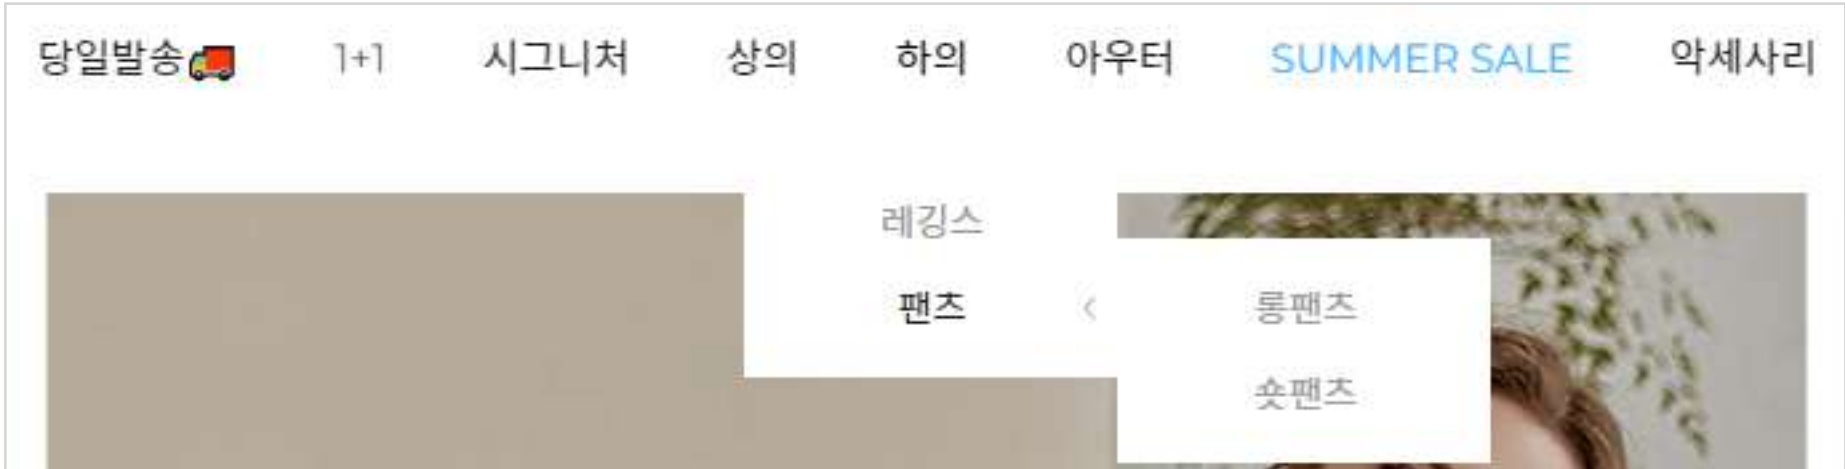 당일발송🚚 1+1 시그니처 상의 하의 아우터 SUMMER SALE 악세사리
레깅스
팬츠 < 롱팬츠
숏팬츠